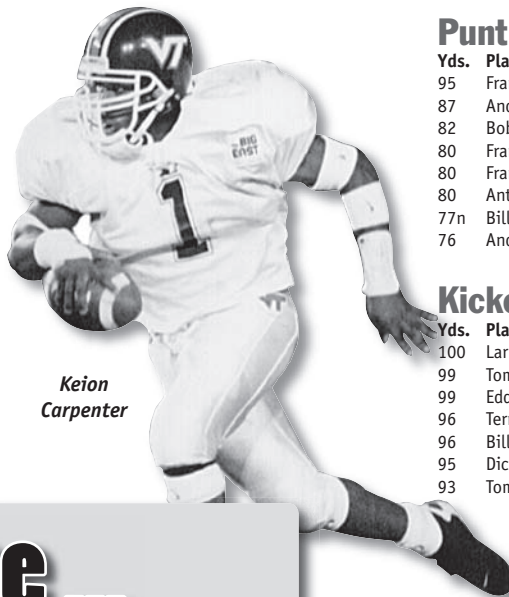 VT
BIG
EAST
1
Keion
Carpenter
Punt
Yds. Pla
95 Fra
87 And
82 Bob
80 Fra
80 Fra
80 Ant
77n Bill
76 And
Kicko
Yds. Pla
100 Lar
99 Tom
99 Edd
96 Terr
96 Bill
95 Dic
93 Tom
e